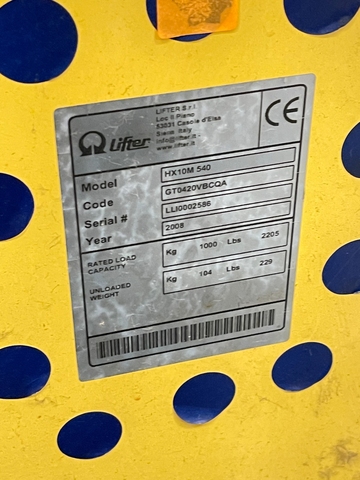 LIFTER S.r.l.
Loc Il Piano
53031 Casole d'Elsa
Siena Italy
info@lifter.it -
www.lifter.it
Lifter
CE
Model HX10M 540
Code GT0420VBCQA
Serial # LLI0002586
Year 2008
RATED LOAD CAPACITY Kg 1000 Lbs 2205
UNLOADED WEIGHT Kg 104 Lbs 229